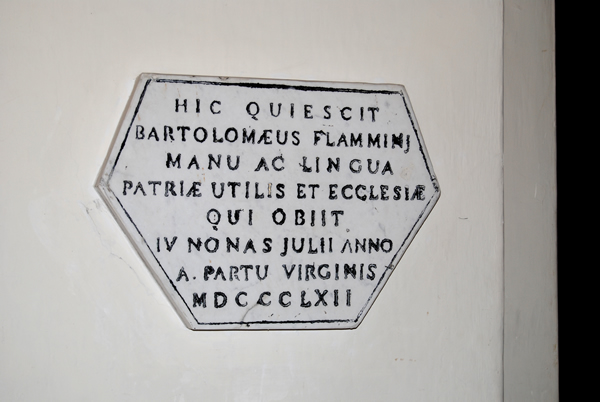 HIC QUIESCIT
BARTOLOMÆUS FLAMMINJ
MANU AC LINGUA
PATRIÆ UTILIS ET ECCLESIÆ
QUI OBIIT
IV NONAS JULII ANNO
A. PARTU VIRGINIS
MDCCCLXII